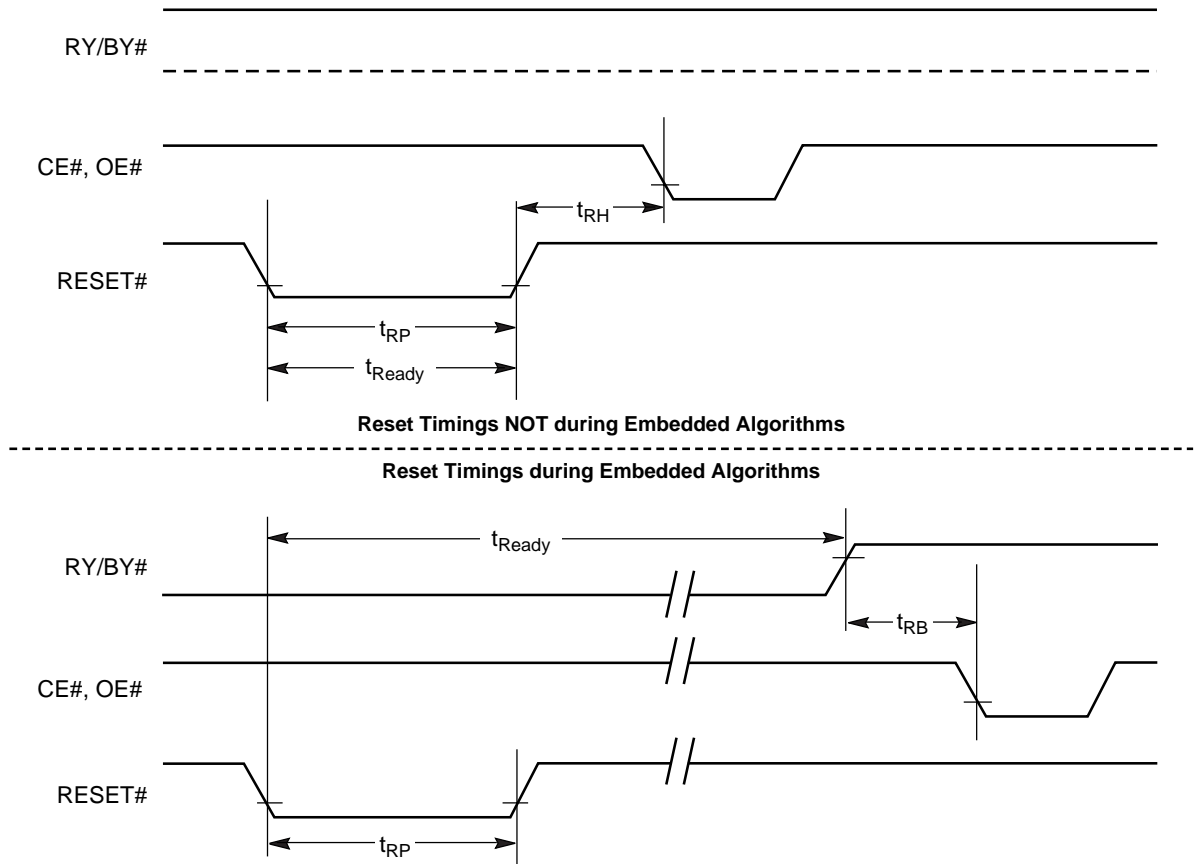 RY/BY#
CE#, OE#
tRH
RESET#
tRP
tReady
Reset Timings NOT during Embedded Algorithms
Reset Timings during Embedded Algorithms
tReady
RY/BY#
tRB
CE#, OE#
RESET#
tRP